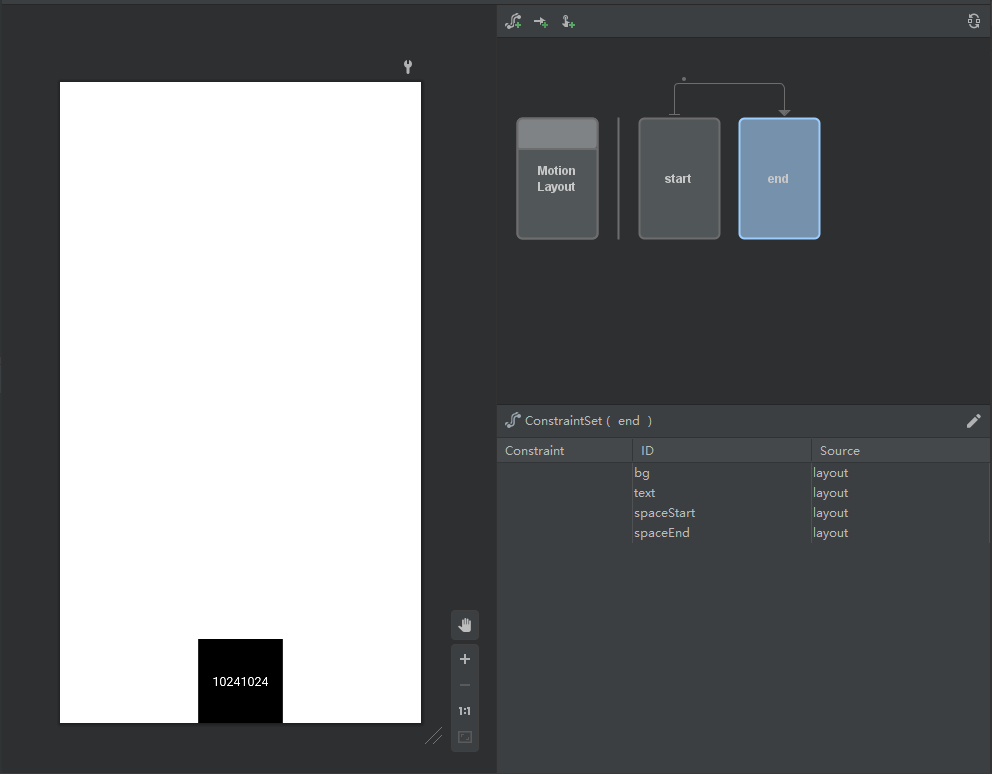 Motion
Layout
start
end
ConstraintSet ( end )
Constraint ID Source
bg layout
text layout
spaceStart layout
spaceEnd layout
10241024
1:1